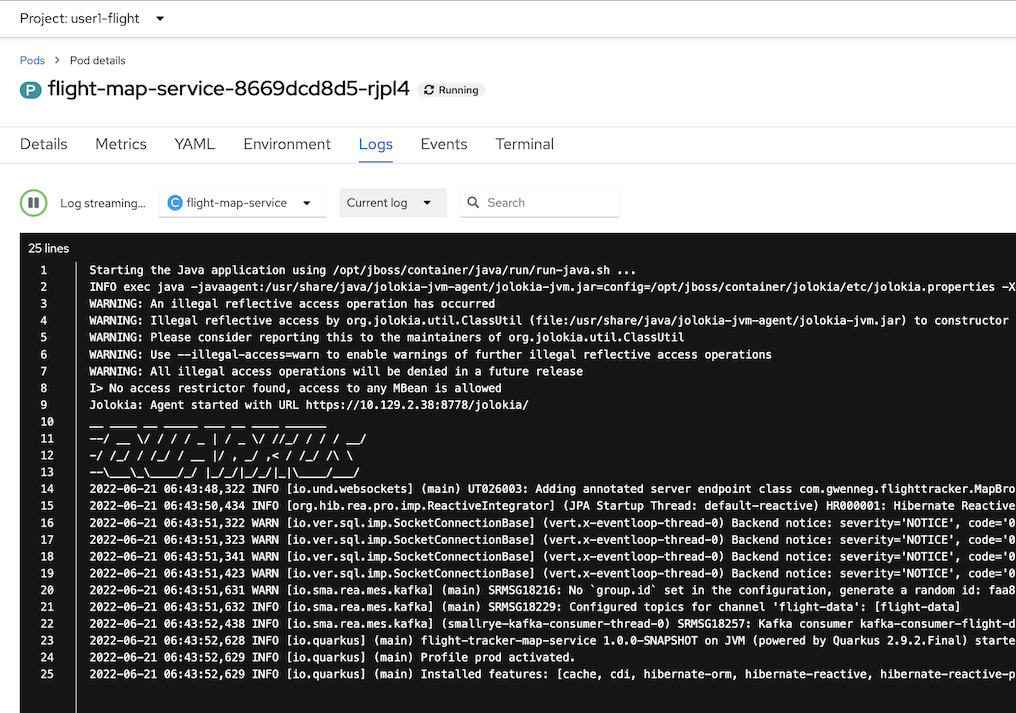 Project: user1-flight
Pods > Pod details
P flight-map-service-8669dcd8d5-rjpl4 Running
Details Metrics YAML Environment Logs Events Terminal
Log streaming... C flight-map-service Current log Search
25 lines
1 Starting the Java application using /opt/jboss/container/java/run/run-java.sh ...
2 INFO exec java -javaagent:/usr/share/java/jolokia-jvm-agent/jolokia-jvm.jar=config=/opt/jboss/container/jolokia/etc/jolokia.properties -X
3 WARNING: An illegal reflective access operation has occurred
4 WARNING: Illegal reflective access by org.jolokia.util.ClassUtil (file:/usr/share/java/jolokia-jvm-agent/jolokia-jvm.jar) to constructor
5 WARNING: Please consider reporting this to the maintainers of org.jolokia.util.ClassUtil
6 WARNING: Use --illegal-access=warn to enable warnings of further illegal reflective access operations
7 WARNING: All illegal access operations will be denied in a future release
8 I> No access restrictor found, access to any MBean is allowed
9 Jolokia: Agent started with URL https://10.129.2.38:8778/jolokia/
10 __ ____ __ _____ ___ __ ____ ______
11 --/ __ \/ / / / _ | / _ \/ //_/ / / / __/
12 -/ /_/ / /_/ / __ |/ , _/ ,< / /_/ /\ \
13 --\___\_\____/_/ |_/_/|_/_/|_|\____/___/
14 2022-06-21 06:43:48,322 INFO [io.und.websockets] (main) UT026003: Adding annotated server endpoint class com.gwenneg.flighttracker.MapBro
15 2022-06-21 06:43:50,434 INFO [org.hib.rea.pro.imp.ReactiveIntegrator] (JPA Startup Thread: default-reactive) HR000001: Hibernate Reactive
16 2022-06-21 06:43:51,322 WARN [io.ver.sql.imp.SocketConnectionBase] (vert.x-eventloop-thread-0) Backend notice: severity='NOTICE', code='0
17 2022-06-21 06:43:51,323 WARN [io.ver.sql.imp.SocketConnectionBase] (vert.x-eventloop-thread-0) Backend notice: severity='NOTICE', code='0
18 2022-06-21 06:43:51,341 WARN [io.ver.sql.imp.SocketConnectionBase] (vert.x-eventloop-thread-0) Backend notice: severity='NOTICE', code='0
19 2022-06-21 06:43:51,423 WARN [io.ver.sql.imp.SocketConnectionBase] (vert.x-eventloop-thread-0) Backend notice: severity='NOTICE', code='0
20 2022-06-21 06:43:51,631 WARN [io.sma.rea.mes.kafka] (main) SRMSG18216: No `group.id` set in the configuration, generate a random id: faa8
21 2022-06-21 06:43:51,632 INFO [io.sma.rea.mes.kafka] (main) SRMSG18229: Configured topics for channel 'flight-data': [flight-data]
22 2022-06-21 06:43:52,438 INFO [io.sma.rea.mes.kafka] (smallrye-kafka-consumer-thread-0) SRMSG18257: Kafka consumer kafka-consumer-flight-d
23 2022-06-21 06:43:52,628 INFO [io.quarkus] (main) flight-tracker-map-service 1.0.0-SNAPSHOT on JVM (powered by Quarkus 2.9.2.Final) starte
24 2022-06-21 06:43:52,629 INFO [io.quarkus] (main) Profile prod activated.
25 2022-06-21 06:43:52,629 INFO [io.quarkus] (main) Installed features: [cache, cdi, hibernate-orm, hibernate-reactive, hibernate-reactive-p